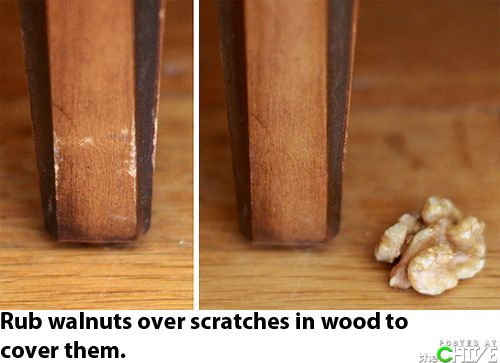 Rub walnuts over scratches in wood to
cover them.
POSTED AT
theCHIVE